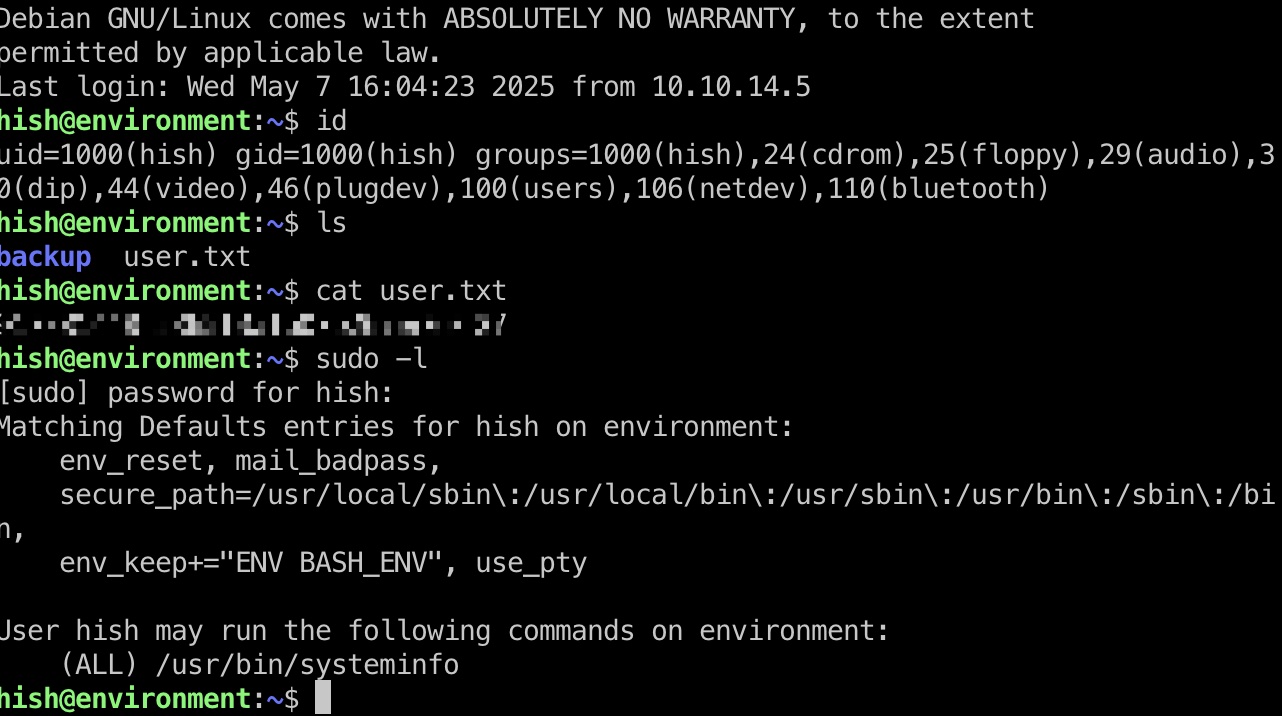 Debian GNU/Linux comes with ABSOLUTELY NO WARRANTY, to the extent
permitted by applicable law.
Last login: Wed May 7 16:04:23 2025 from 10.10.14.5
hish@environment:~$ id
uid=1000(hish) gid=1000(hish) groups=1000(hish),24(cdrom),25(floppy),29(audio),3
0(dip),44(video),46(plugdev),100(users),106(netdev),110(bluetooth)
hish@environment:~$ ls
backup  user.txt
hish@environment:~$ cat user.txt
hish@environment:~$ sudo -l
[sudo] password for hish:
Matching Defaults entries for hish on environment:
    env_reset, mail_badpass,
    secure_path=/usr/local/sbin\:/usr/local/bin\:/usr/sbin\:/usr/bin\:/sbin\:/bi
n,
    env_keep+="ENV BASH_ENV", use_pty
User hish may run the following commands on environment:
    (ALL) /usr/bin/systeminfo
hish@environment:~$